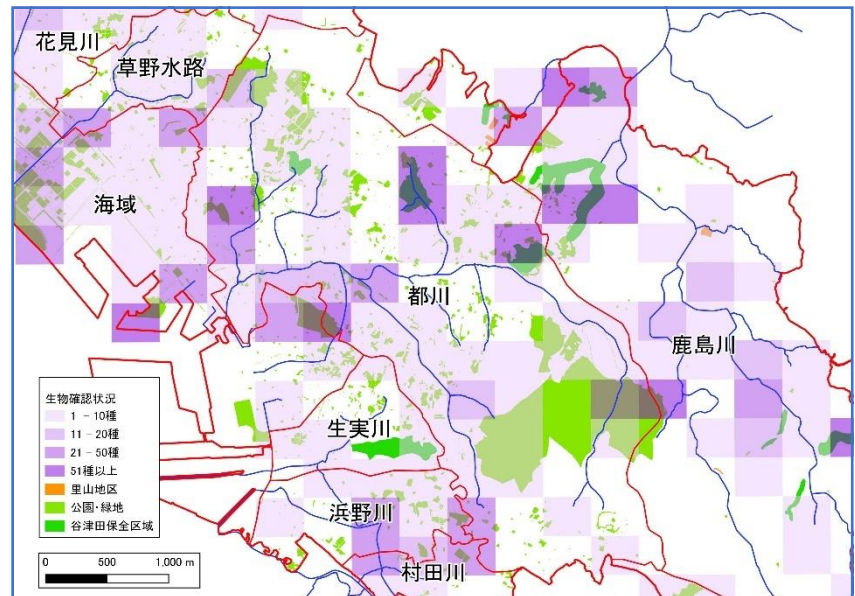 花見川
草野水路
海域
都川
鹿島川
生物確認状況
1 - 10種
11 - 20種
21 - 50種
51種以上
里山地区
公園・緑地
谷津田保全区域
生実川
浜野川
村田川
0 500 1,000 m